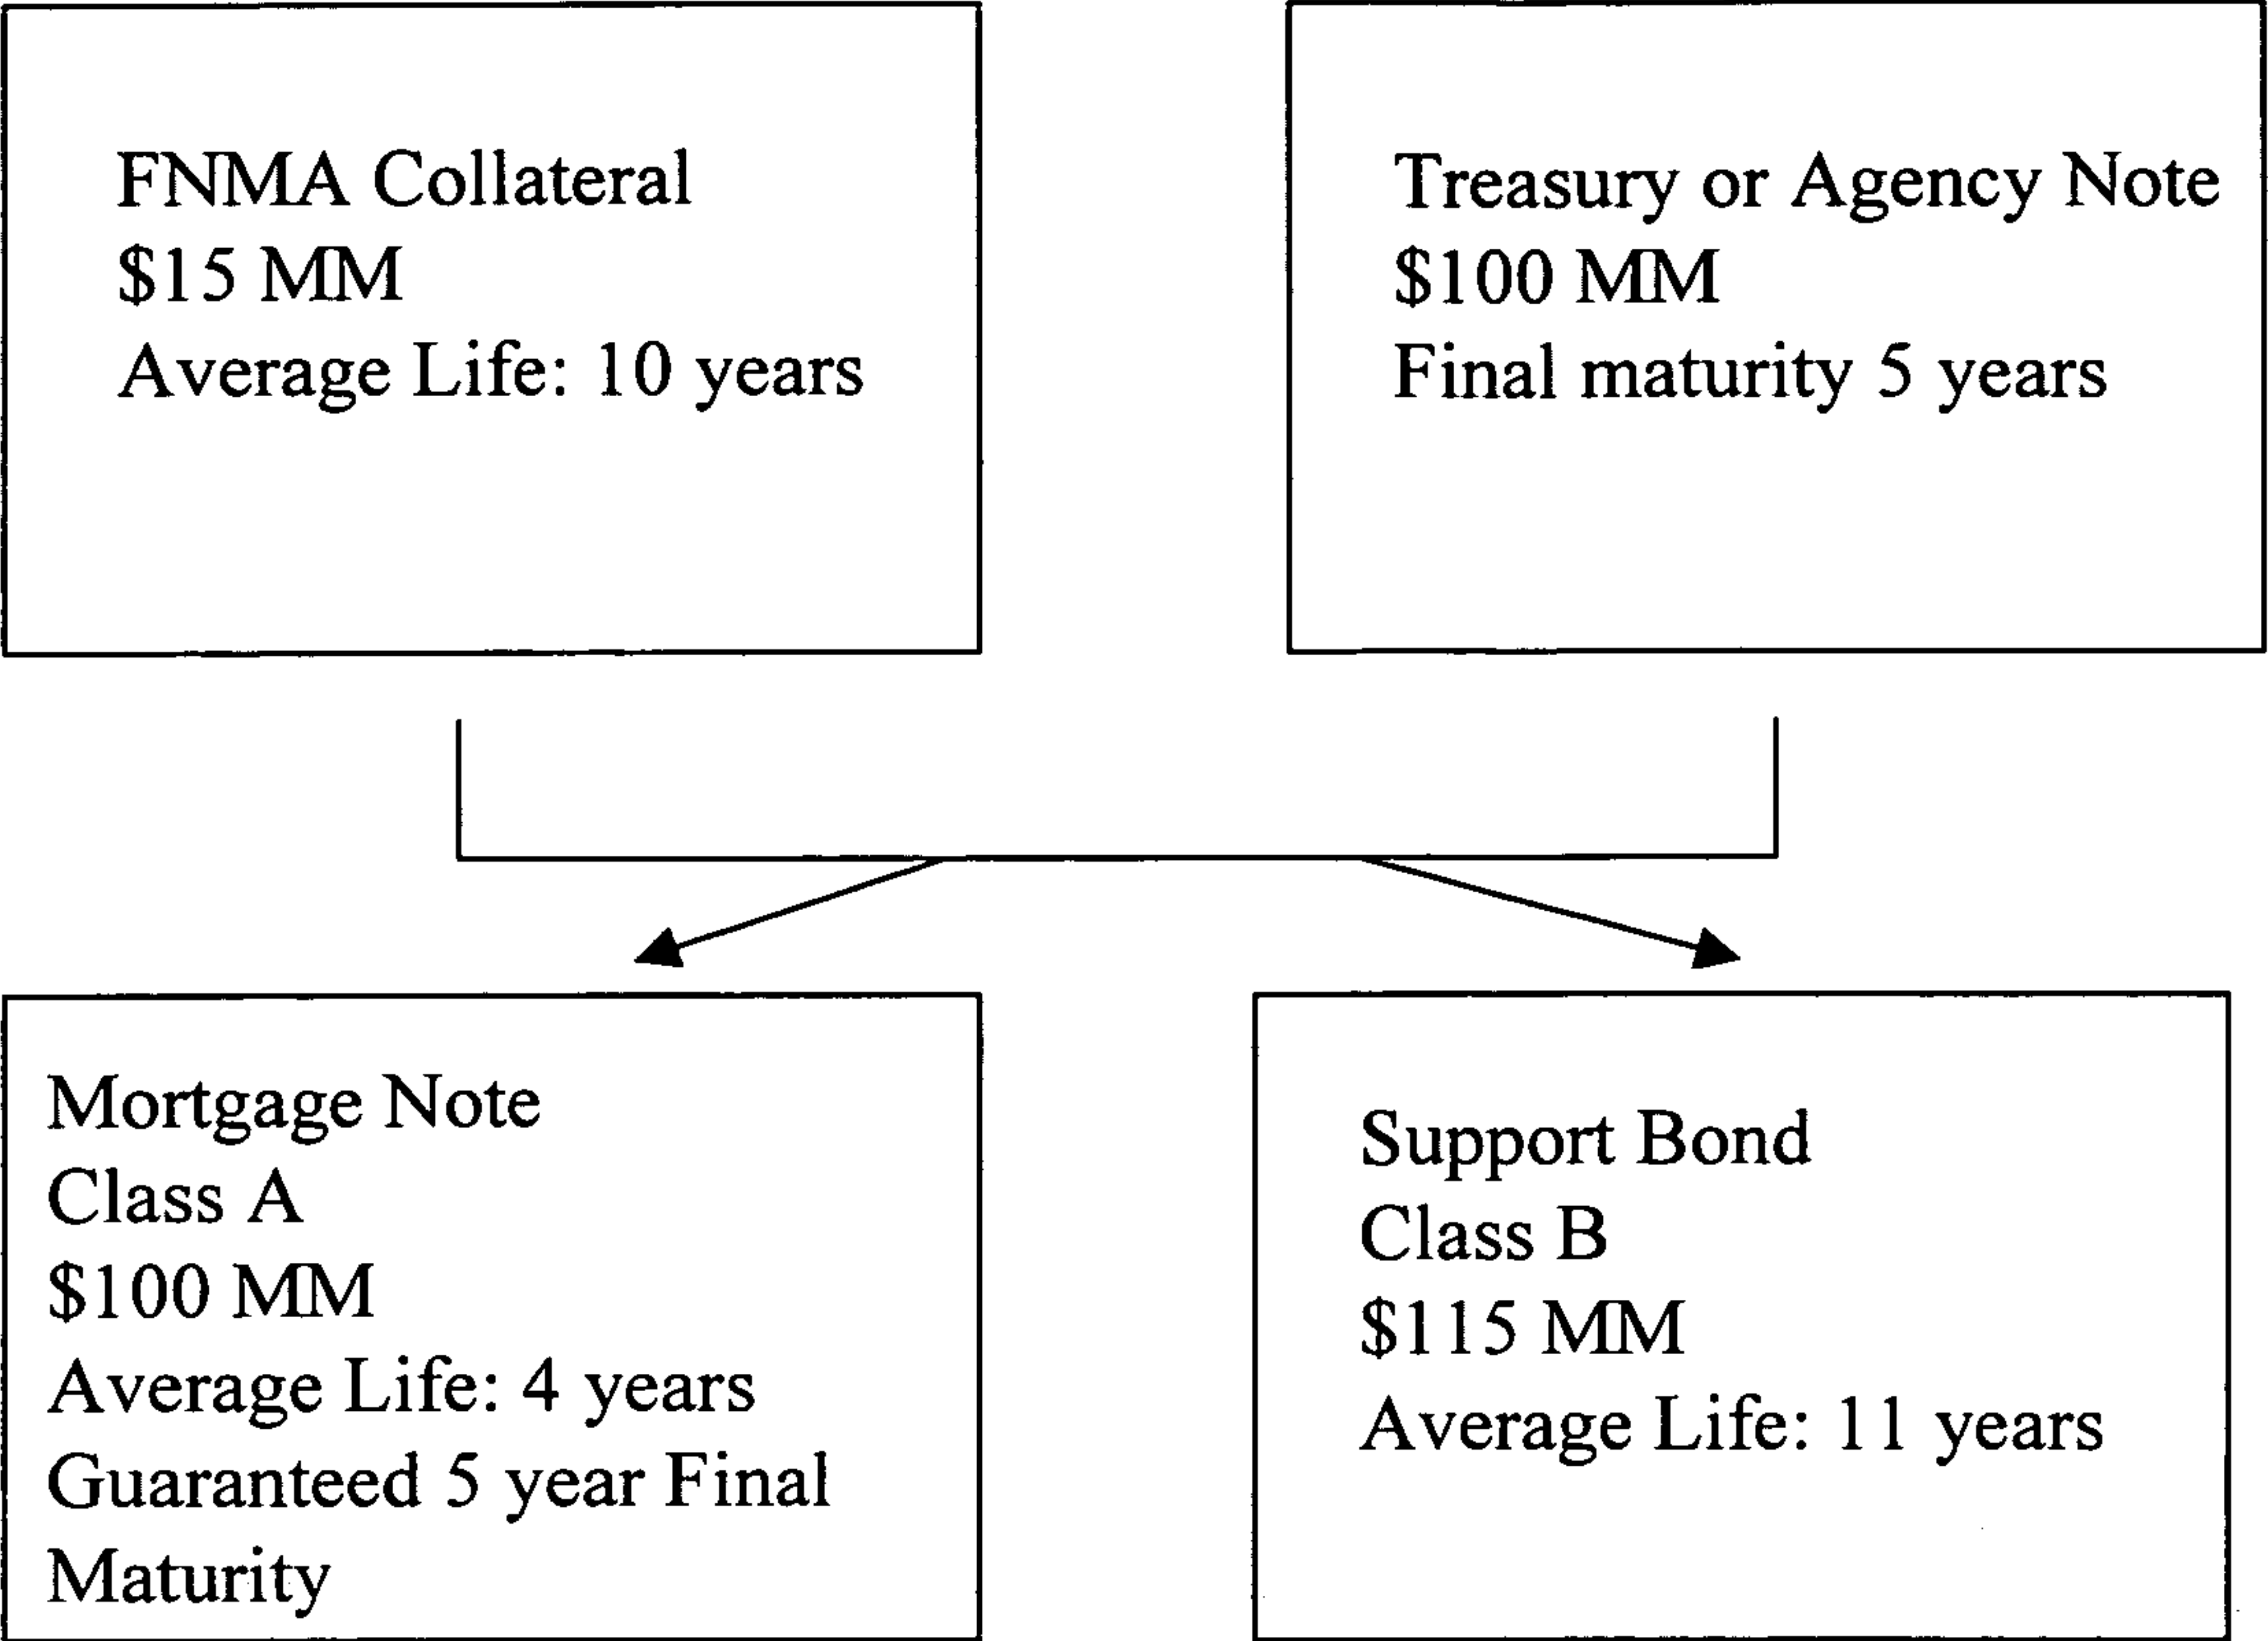 FNMA Collateral
$15 MM
Average Life: 10 years
Treasury or Agency Note
$100 MM
Final maturity 5 years
Mortgage Note
Class A
$100 MM
Average Life: 4 years
Guaranteed 5 year Final
Maturity
Support Bond
Class B
$115 MM
Average Life: 11 years